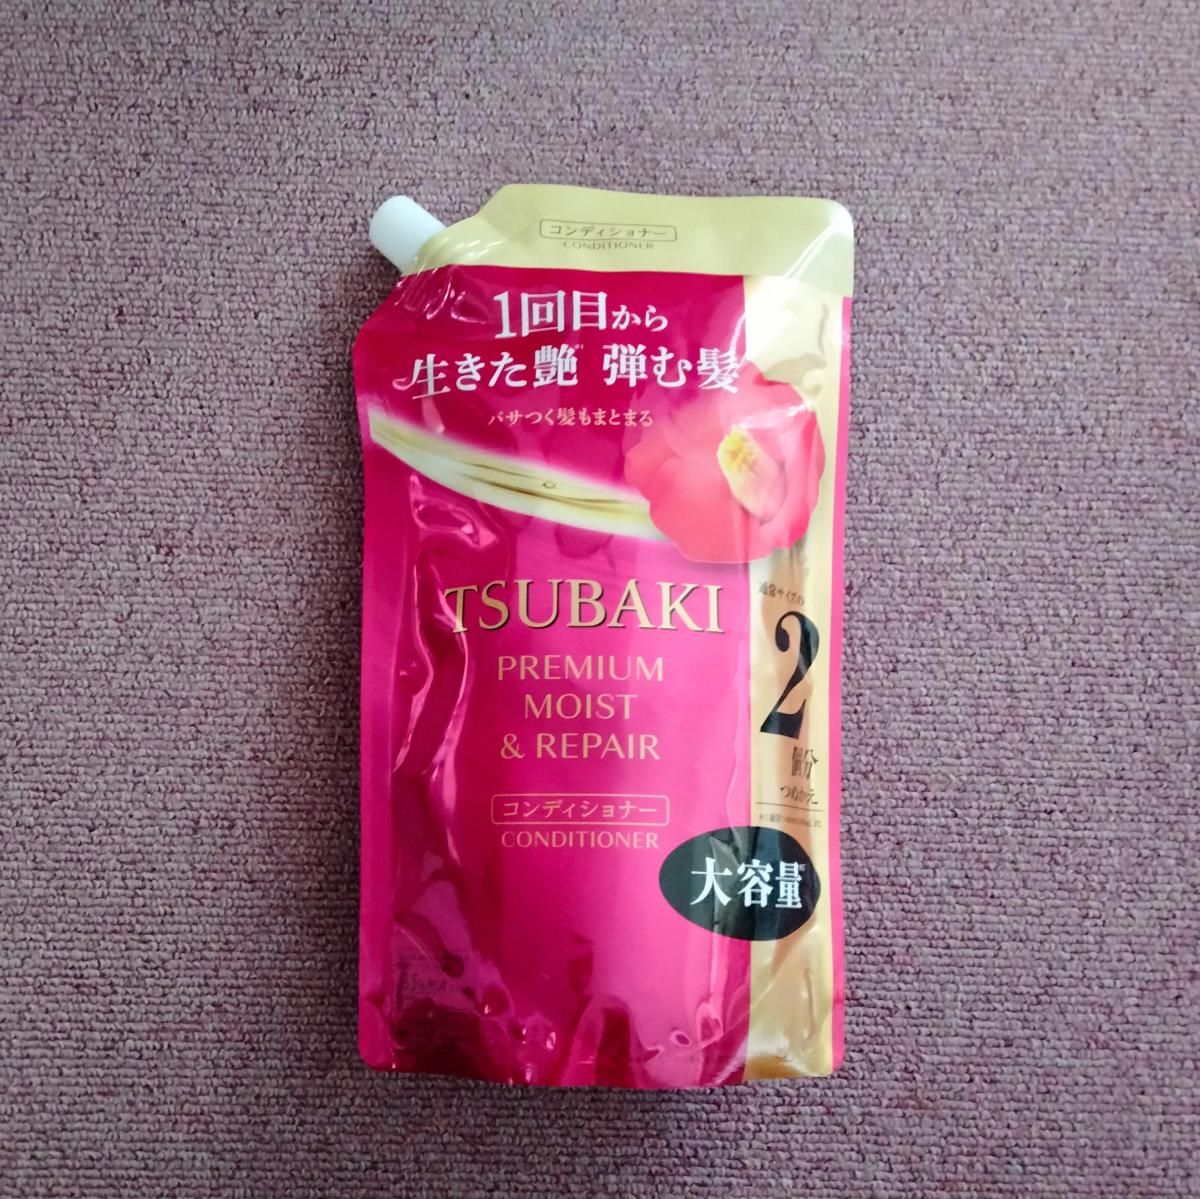 コンディショナー
CONDITIONER
1回目から
生きた艶 弾む髪
パサつく髪もまとまる
TSUBAKI
PREMIUM
MOIST
& REPAIR
コンディショナー
CONDITIONER
通常サイズの
2
個分
つめかえ
大容量